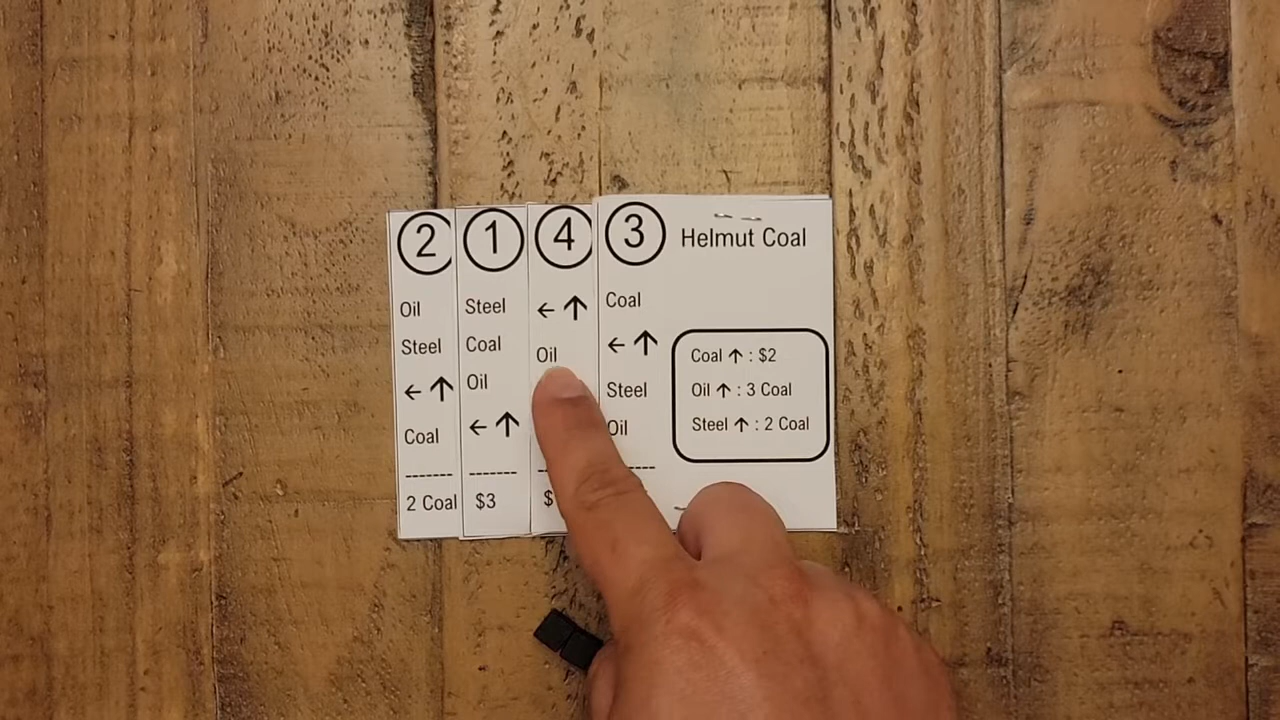 2
Oil
Steel
← ↑
Coal
-------
2 Coal
1
Steel
Coal
Oil
← ↑
-------
$3
4
← ↑
Oil
$
3 Helmut Coal
Coal
← ↑
Steel
Oil
Coal ↑ : $2
Oil ↑ : 3 Coal
Steel ↑ : 2 Coal